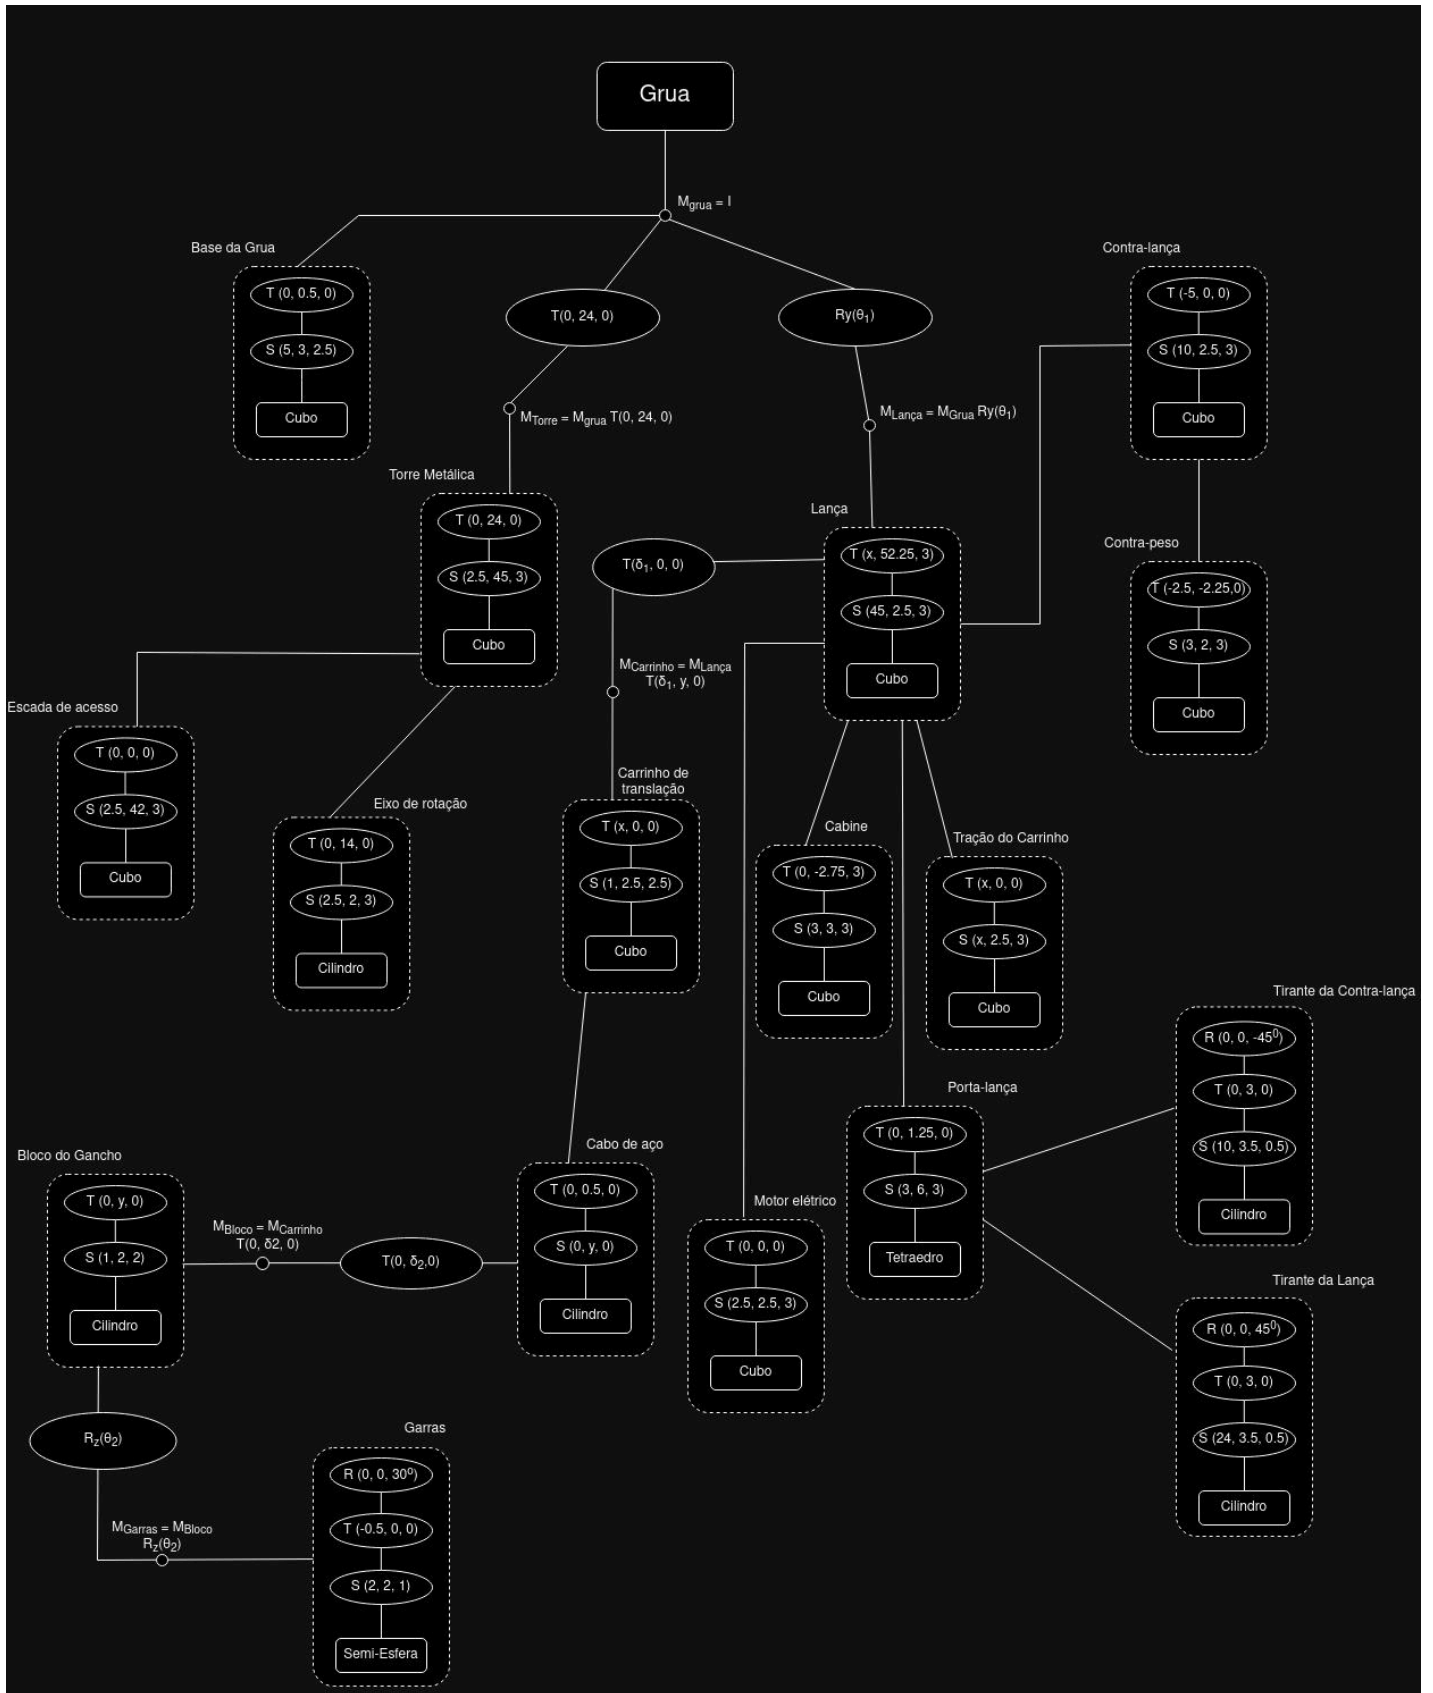 Grua
Mgrua = I
Base da Grua
T (0, 0.5, 0)
S (5, 3, 2.5)
Cubo
T(0, 24, 0)
Ry(θ1)
Contra-lança
T (-5, 0, 0)
S (10, 2.5, 3)
Cubo
MTorre = Mgrua T(0, 24, 0)
MLança = MGrua Ry(θ1)
Torre Metálica
T (0, 24, 0)
S (2.5, 45, 3)
Cubo
Lança
T (x, 52.25, 3)
S (45, 2.5, 3)
Cubo
T(δ1, 0, 0)
Contra-peso
T (-2.5, -2.25,0)
S (3, 2, 3)
Cubo
MCarrinho = MLança
T(δ1, y, 0)
Escada de acesso
T (0, 0, 0)
S (2.5, 42, 3)
Cubo
Eixo de rotação
T (0, 14, 0)
S (2.5, 2, 3)
Cilindro
Carrinho de
translação
T (x, 0, 0)
S (1, 2.5, 2.5)
Cubo
Cabine
T (0, -2.75, 3)
S (3, 3, 3)
Cubo
Tração do Carrinho
T (x, 0, 0)
S (x, 2.5, 3)
Cubo
Tirante da Contra-lança
R (0, 0, -45⁰)
T (0, 3, 0)
S (10, 3.5, 0.5)
Cilindro
Porta-lança
T (0, 1.25, 0)
S (3, 6, 3)
Tetraedro
Cabo de aço
T (0, 0.5, 0)
S (0, y, 0)
Cilindro
Bloco do Gancho
T (0, y, 0)
S (1, 2, 2)
Cilindro
MBloco = MCarrinho
T(0, δ2, 0)
T(0, δ2,0)
Motor elétrico
T (0, 0, 0)
S (2.5, 2.5, 3)
Cubo
Tirante da Lança
R (0, 0, 45⁰)
T (0, 3, 0)
S (24, 3.5, 0.5)
Cilindro
Rz(θ2)
Garras
R (0, 0, 30º)
T (-0.5, 0, 0)
S (2, 2, 1)
Semi-Esfera
MGarras = MBloco
Rz(θ2)